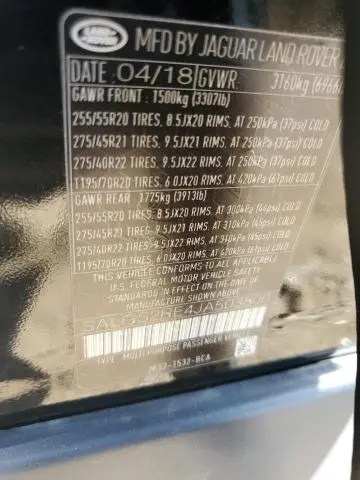 LAND ROVER
MFD BY JAGUAR LAND ROVER
DATE 04/18 GVWR 3160kg (6966
GAWR FRONT : 1500kg (3307lb)
255/55R20 TIRES, 8.5JX20 RIMS, AT 250kPa (37psi) COLD
275/45R21 TIRES, 9.5JX21 RIMS, AT 250kPa (37psi) COLD
275/40R22 TIRES, 9.5JX22 RIMS, AT 250kPa (37psi) COLD
T195/70R20 TIRES, 6.0JX20 RIMS, AT 420kPa (61psi) COLD
GAWR REAR : 1775kg (3913lb)
255/55R20 TIRES, 8.5JX20 RIMS, AT 300kPa (44psi) COLD
275/45R21 TIRES, 9.5JX21 RIMS, AT 310kPa (45psi) COLD
275/40R22 TIRES, 9.5JX22 RIMS, AT 310kPa (45psi) COLD
T195/70R20 TIRES, 6.0JX20 RIMS, AT 420kPa (61psi) COLD
THIS VEHICLE CONFORMS TO ALL APPLICABLE
U.S. FEDERAL MOTOR VEHICLE SAFETY
STANDARDS IN EFFECT ON THE DATE OF
MANUFACTURE SHOWN ABOVE
TYPE : MULTI-PURPOSE PASSENGER VEHICLE